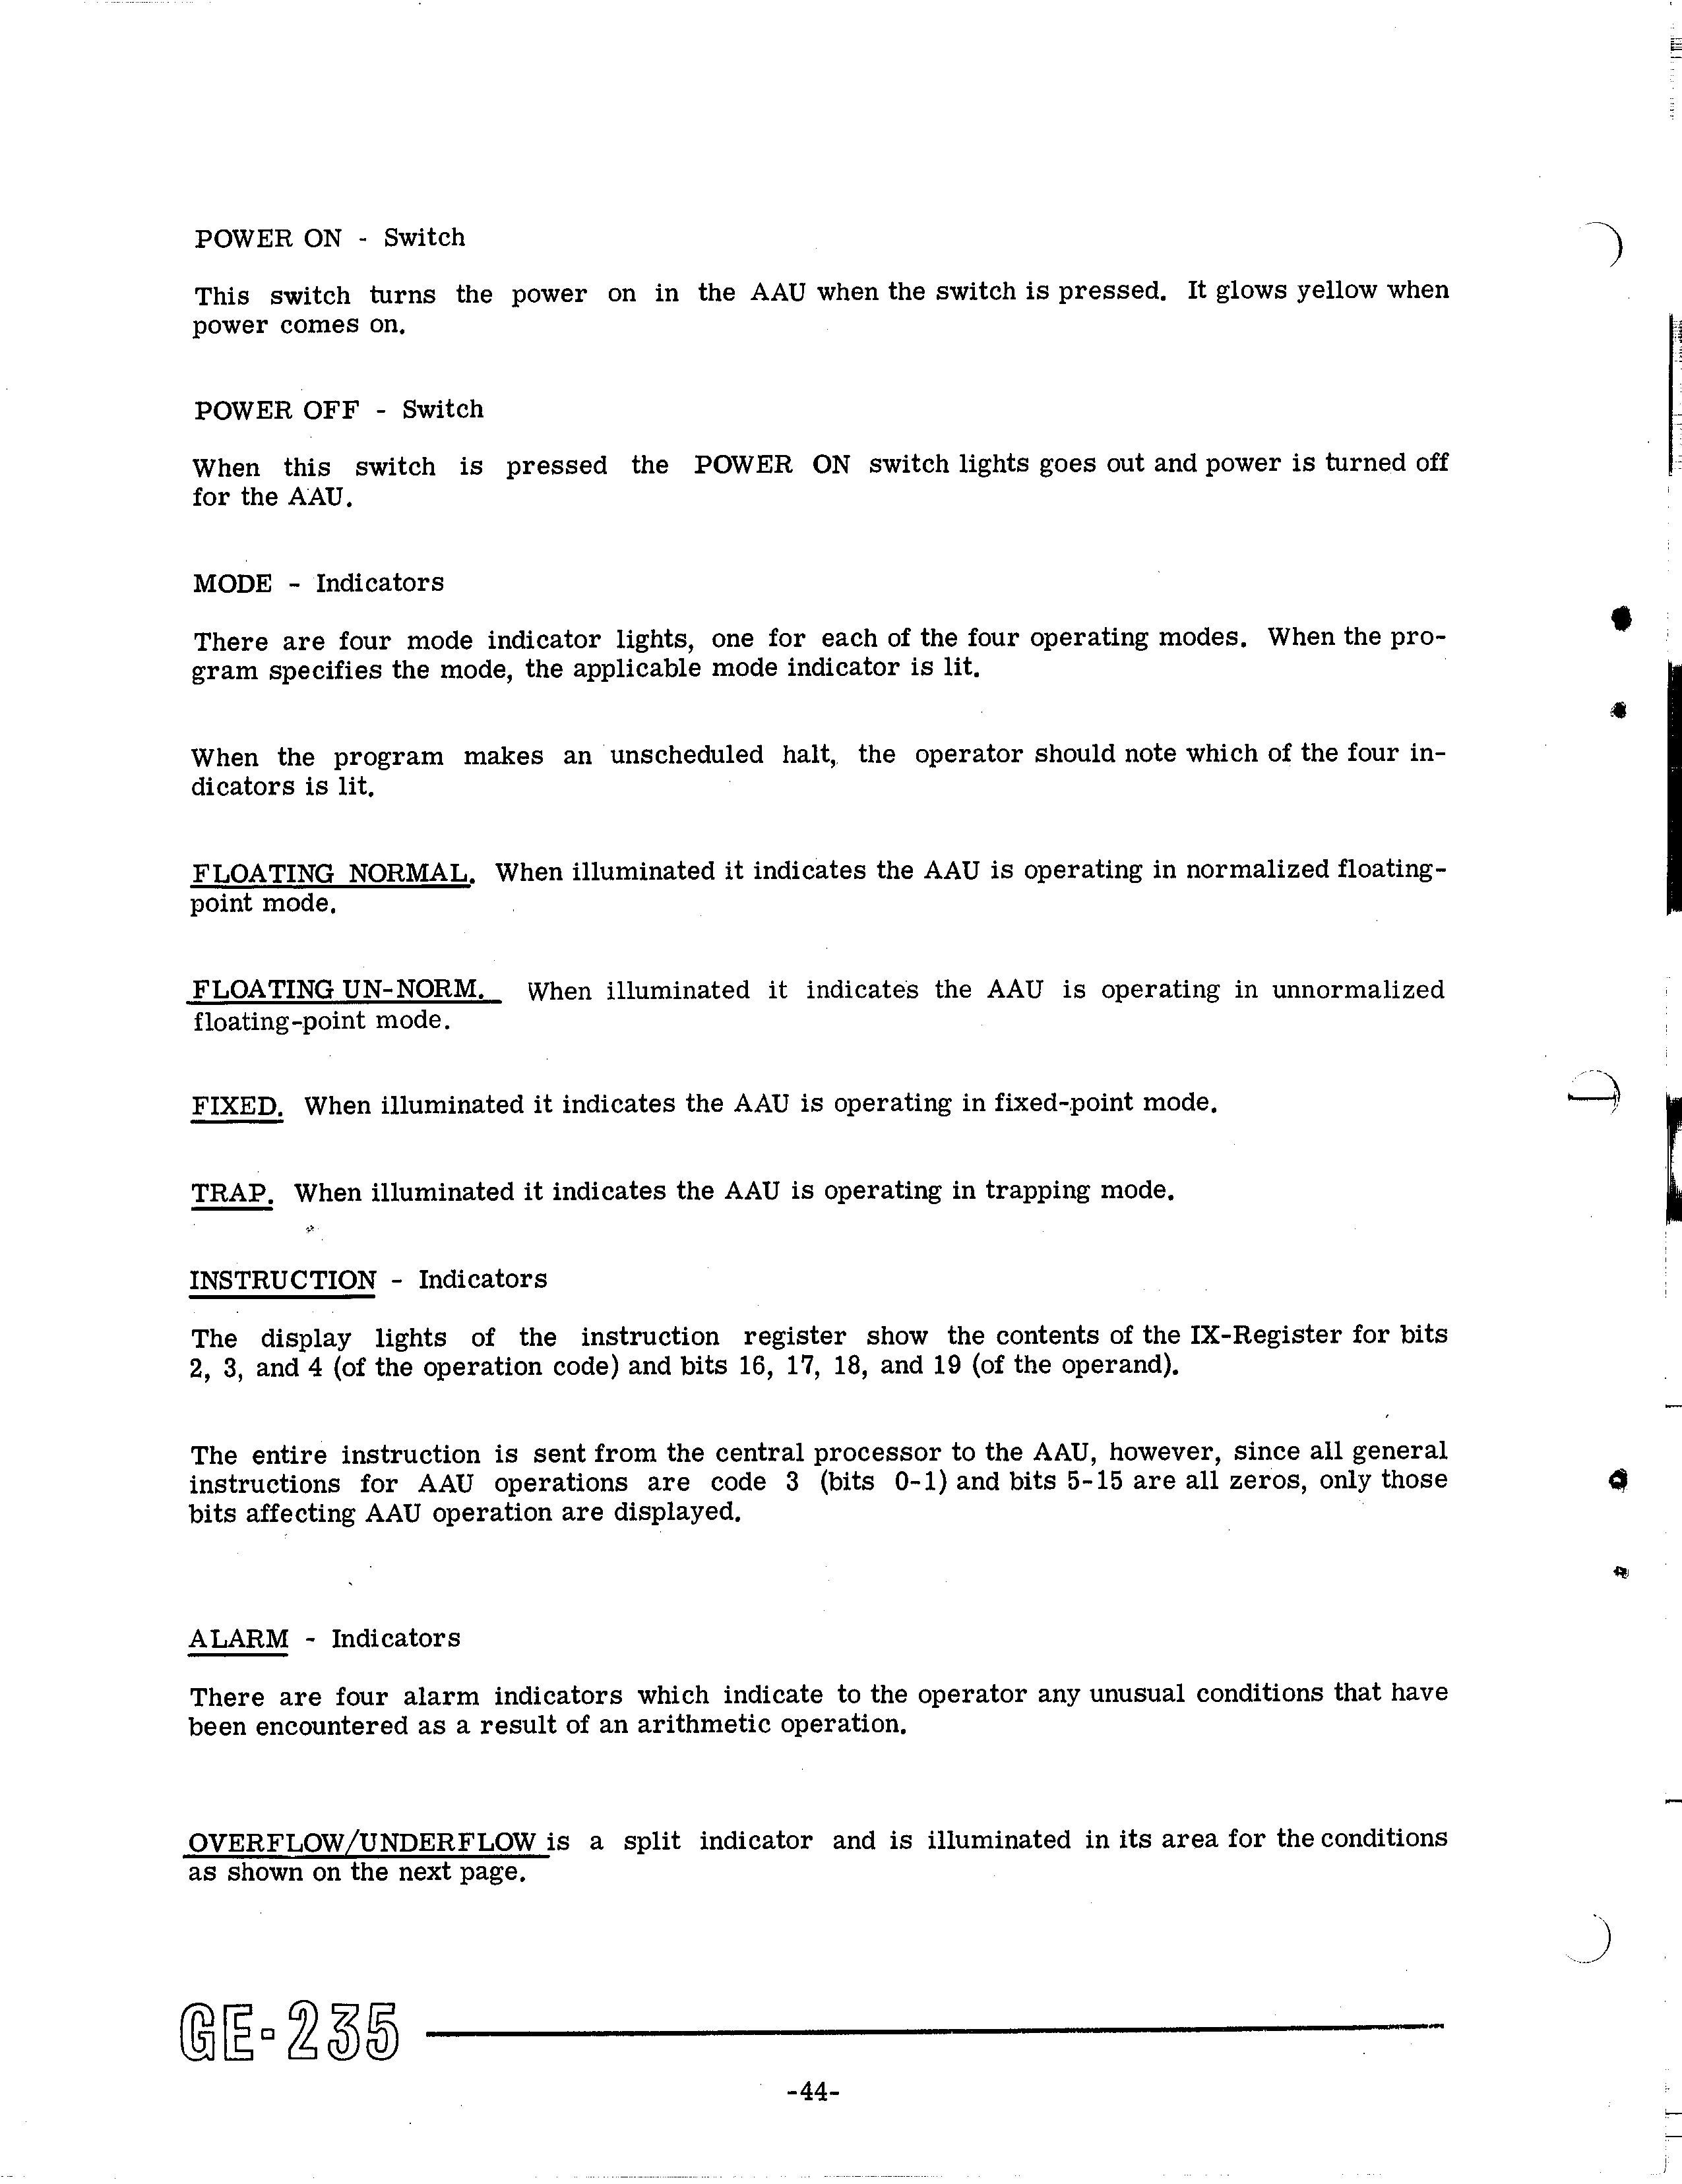 POWER ON - Switch
This switch turns the power on in the AAU when the switch is pressed. It glows yellow when
power comes on.
POWER OFF - Switch
When this switch is pressed the POWER ON switch lights goes out and power is turned off
for the AAU.
MODE - Indicators
There are four mode indicator lights, one for each of the four operating modes. When the pro-
gram specifies the mode, the applicable mode indicator is lit.
When the program makes an unscheduled halt, the operator should note which of the four in-
dicators is lit.
FLOATING NORMAL. When illuminated it indicates the AAU is operating in normalized floating-
point mode.
FLOATING UN-NORM. When illuminated it indicates the AAU is operating in unnormalized
floating-point mode.
FIXED. When illuminated it indicates the AAU is operating in fixed-point mode.
TRAP. When illuminated it indicates the AAU is operating in trapping mode.
INSTRUCTION - Indicators
The display lights of the instruction register show the contents of the IX-Register for bits
2, 3, and 4 (of the operation code) and bits 16, 17, 18, and 19 (of the operand).
The entire instruction is sent from the central processor to the AAU, however, since all general
instructions for AAU operations are code 3 (bits 0-1) and bits 5-15 are all zeros, only those
bits affecting AAU operation are displayed.
ALARM - Indicators
There are four alarm indicators which indicate to the operator any unusual conditions that have
been encountered as a result of an arithmetic operation.
OVERFLOW/UNDERFLOW is a split indicator and is illuminated in its area for the conditions
as shown on the next page.
GE-235
-44-